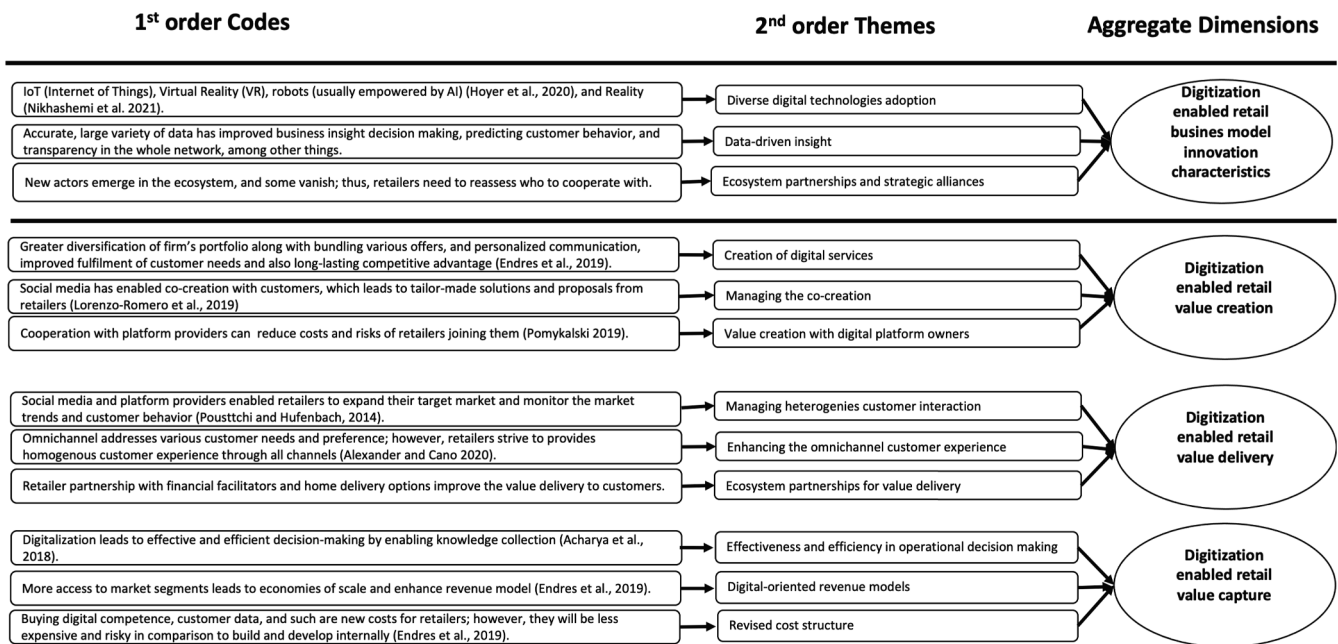 1st order Codes
2nd order Themes
Aggregate Dimensions
IoT (Internet of Things), Virtual Reality (VR), robots (usually empowered by AI) (Hoyer et al., 2020), and Reality
(Nikhashemi et al. 2021).
Diverse digital technologies adoption
Accurate, large variety of data has improved business insight decision making, predicting customer behavior, and
transparency in the whole network, among other things.
Data-driven insight
New actors emerge in the ecosystem, and some vanish; thus, retailers need to reassess who to cooperate with.
Ecosystem partnerships and strategic alliances
Digitization
enabled retail
busines model
innovation
characteristics
Greater diversification of firm's portfolio along with bundling various offers, and personalized communication,
improved fulfilment of customer needs and also long-lasting competitive advantage (Endres et al., 2019).
Creation of digital services
Social media has enabled co-creation with customers, which leads to tailor-made solutions and proposals from
retailers (Lorenzo-Romero et al., 2019)
Managing the co-creation
Cooperation with platform providers can reduce costs and risks of retailers joining them (Pomykalski 2019).
Value creation with digital platform owners
Digitization
enabled retail
value creation
Social media and platform providers enabled retailers to expand their target market and monitor the market
trends and customer behavior (Pousttchi and Hufenbach, 2014).
Managing heterogenies customer interaction
Omnichannel addresses various customer needs and preference; however, retailers strive to provides
homogenous customer experience through all channels (Alexander and Cano 2020).
Enhancing the omnichannel customer experience
Retailer partnership with financial facilitators and home delivery options improve the value delivery to customers.
Ecosystem partnerships for value delivery
Digitization
enabled retail
value delivery
Digitalization leads to effective and efficient decision-making by enabling knowledge collection (Acharya et al.,
2018).
Effectiveness and efficiency in operational decision making
More access to market segments leads to economies of scale and enhance revenue model (Endres et al., 2019).
Digital-oriented revenue models
Buying digital competence, customer data, and such are new costs for retailers; however, they will be less
expensive and risky in comparison to build and develop internally (Endres et al., 2019).
Revised cost structure
Digitization
enabled retail
value capture